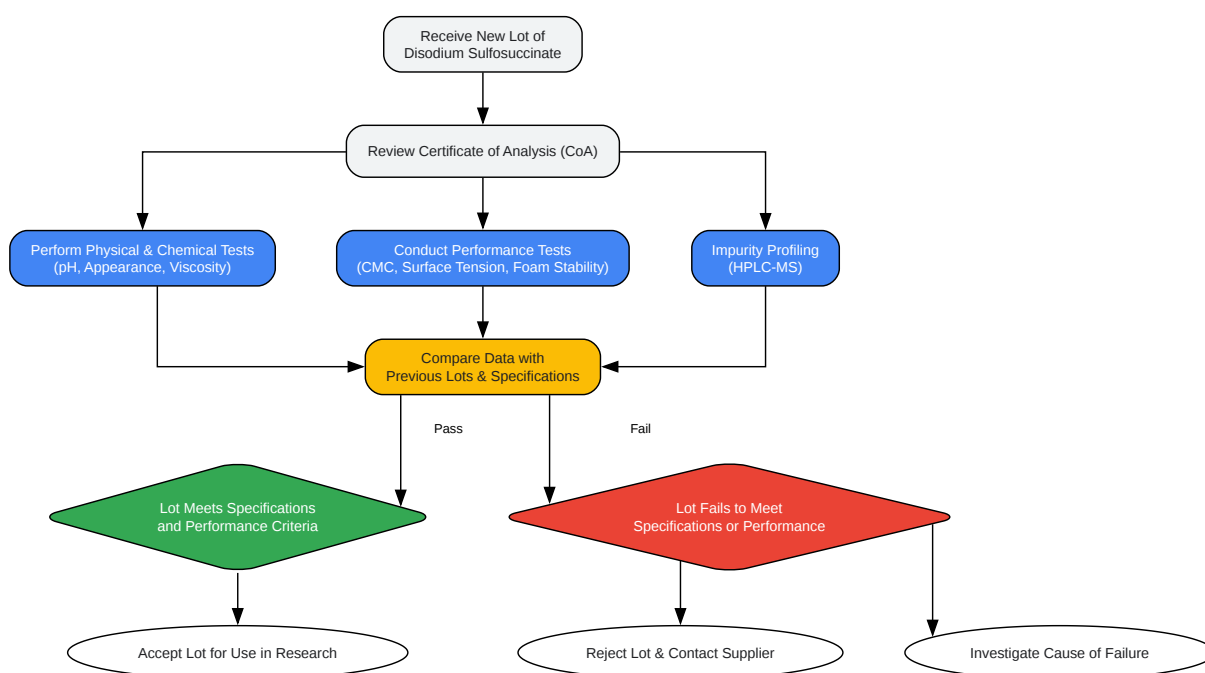 Receive New Lot of
Disodium Sulfosuccinate
Review Certificate of Analysis (CoA)
Perform Physical & Chemical Tests
(pH, Appearance, Viscosity)
Conduct Performance Tests
(CMC, Surface Tension, Foam Stability)
Impurity Profiling
(HPLC-MS)
Compare Data with
Previous Lots & Specifications
Pass
Fail
Lot Meets Specifications
and Performance Criteria
Lot Fails to Meet
Specifications or Performance
Accept Lot for Use in Research
Reject Lot & Contact Supplier
Investigate Cause of Failure